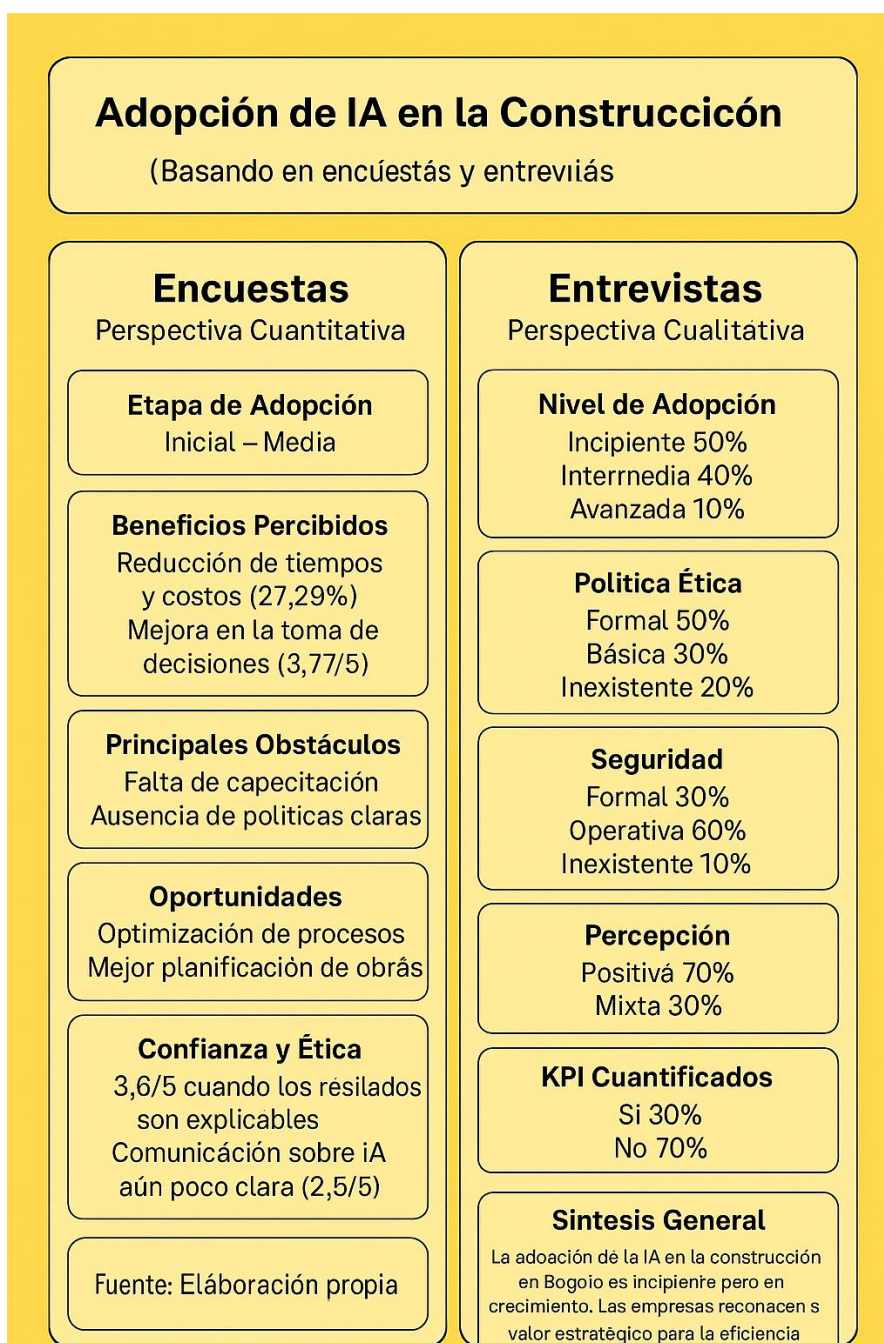 Adopción de IA en la Construccicón
(Basando en encúestás y entrevılás
Encuestas
Perspectiva Cuantitativa
Etapa de Adopción
Inicial – Media
Beneficios Percibidos
Reducción de tiempos
y costos (27,29%)
Mejora en la toma de
decisiones (3,77/5)
Principales Obstáculos
Falta de capecitación
Ausencia de politicas claras
Oportunidades
Optimización de procesos
Mejor planificaciòn de obrâs
Confianza y Ética
3,6/5 cuando los résilados
son explicables
Comunicáción sobre iA
aún poco clara (2,5/5)
Fuente: Eláboración propia
Entrevistas
Perspectiva Cualitátiva
Nivel de Adopción
Incipiente 50%
Interrnedia 40%
Avanzada 10%
Politica Ética
Formal 50%
Básica 30%
Inexistente 20%
Seguridad
Formal 30%
Operativa 60%
Inexistente 10%
Percepción
Positivá 70%
Mixta 30%
KPI Cuantificados
Si 30%
No 70%
Sintesis General
La adoación dė la IA en la construcción
en Bogoio es incipienre pero en
crecimiento. Las empresas reconacen s
valor estratėqico para la eficiencia